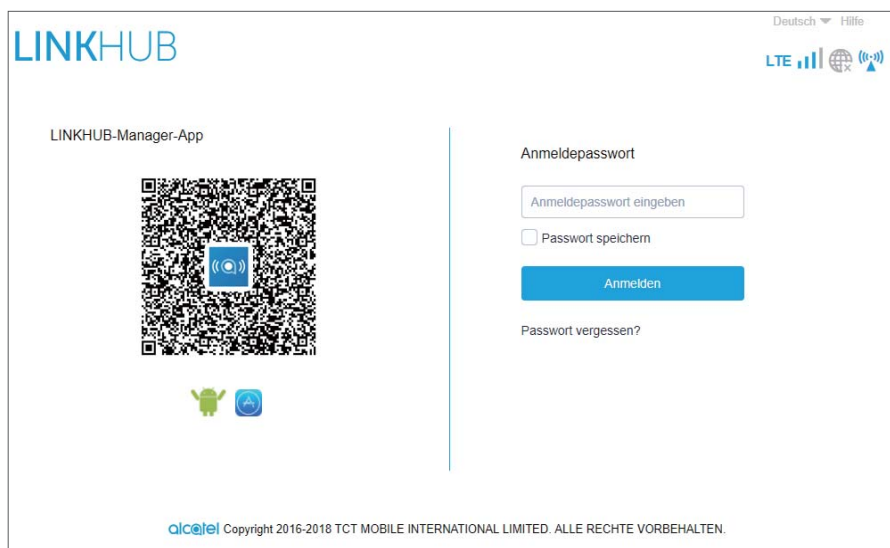 Deutsch Hilfe
LINKHUB
LTE
LINKHUB-Manager-App
Anmeldepasswort
Anmeldepasswort eingeben
Passwort speichern
Anmelden
Passwort vergessen?
alcatel Copyright 2016-2018 TCT MOBILE INTERNATIONAL LIMITED. ALLE RECHTE VORBEHALTEN.